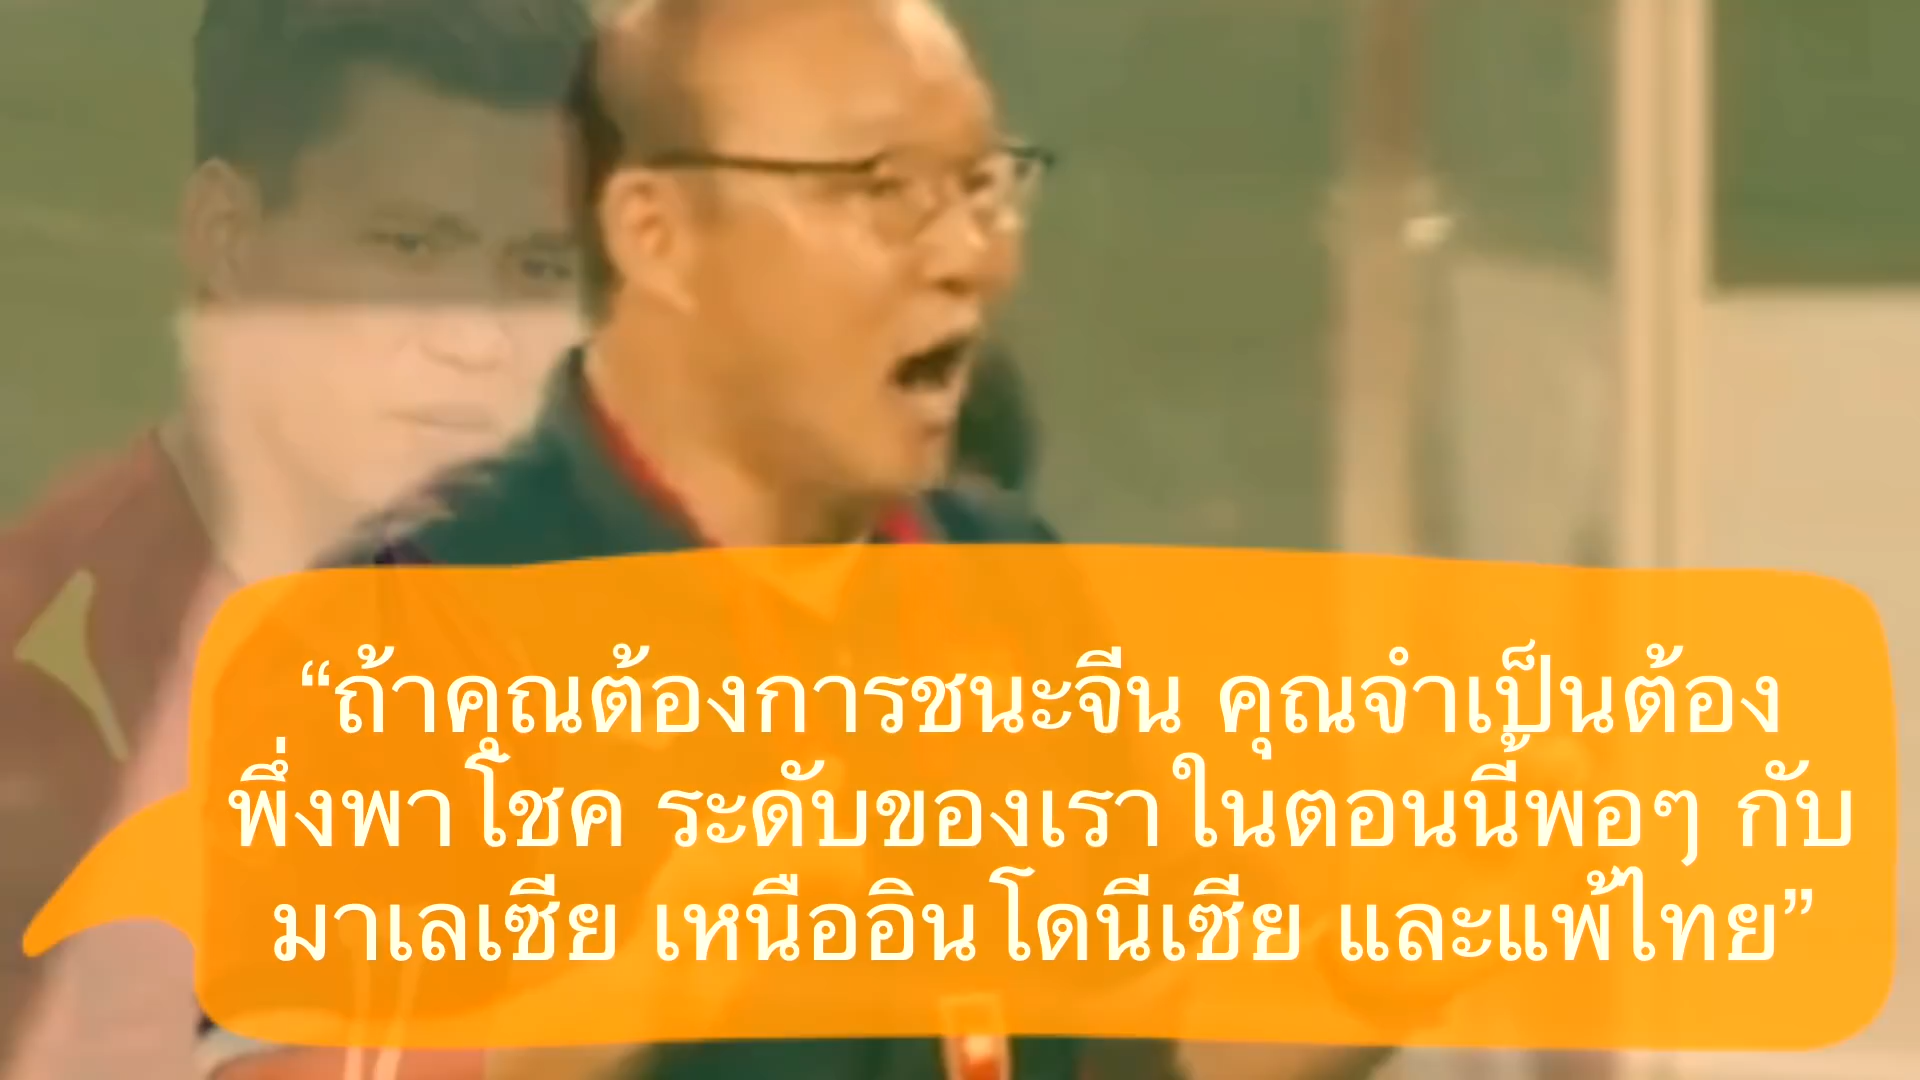 “ถ้าคุณต้องการชนะจีน คุณจำเป็นต้อง
พึ่งพาโชค ระดับของเราในตอนนี้พอๆ กับ
มาเลเซีย เหนืออินโดนีเซีย และแพ้ไทย”